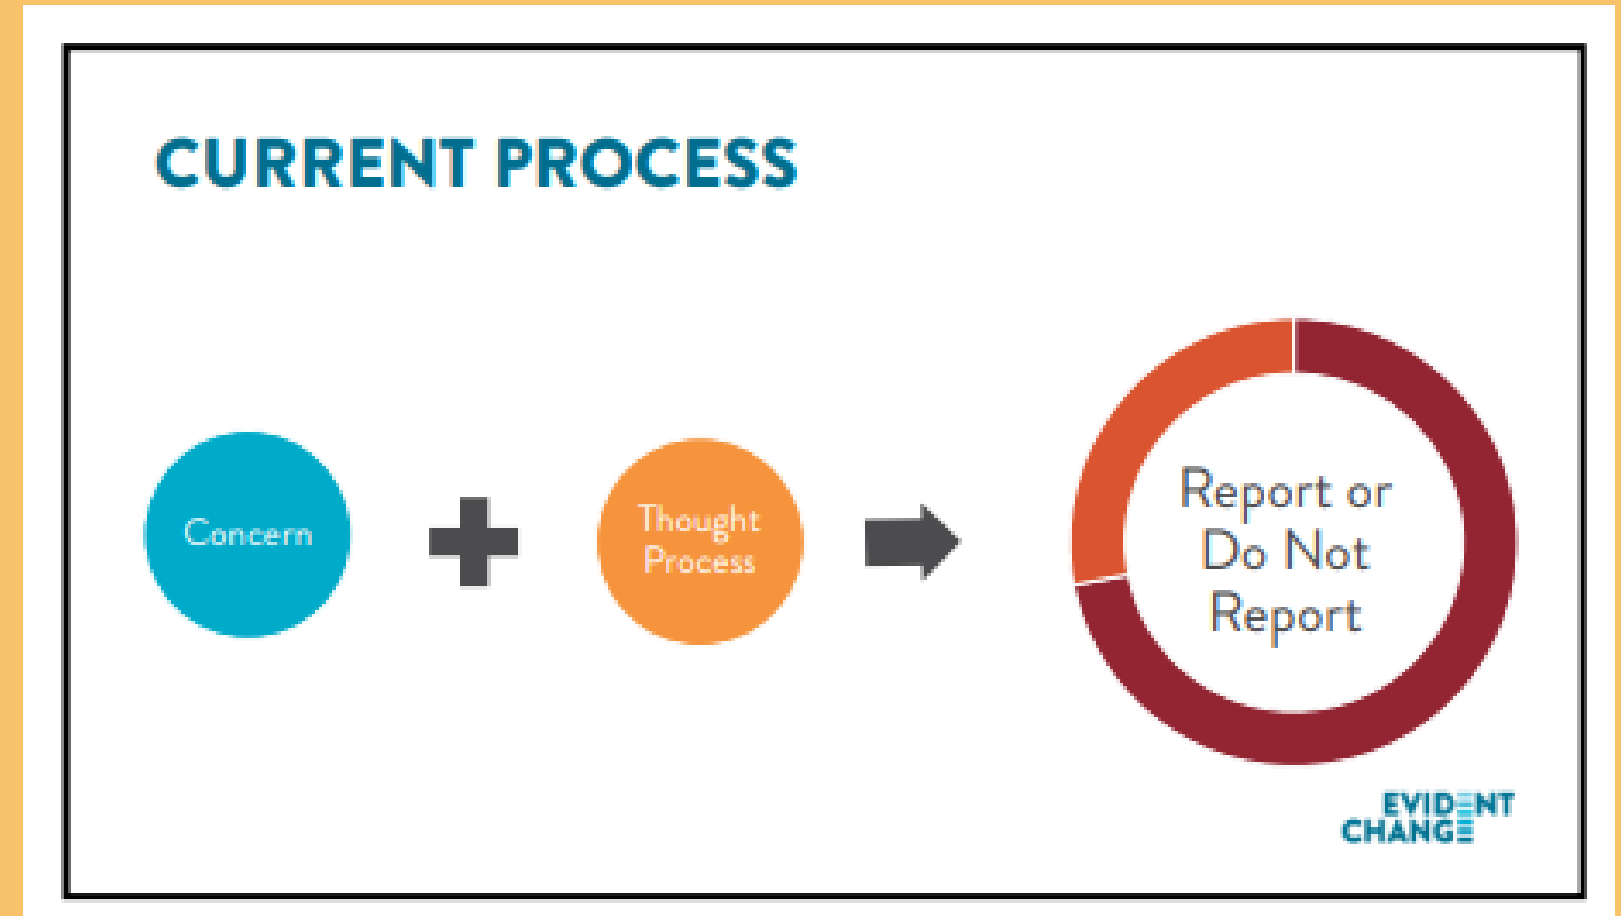 CURRENT PROCESS
Concern
Thought
Process
Report or
Do Not
Report
EVIDENT
CHANGE